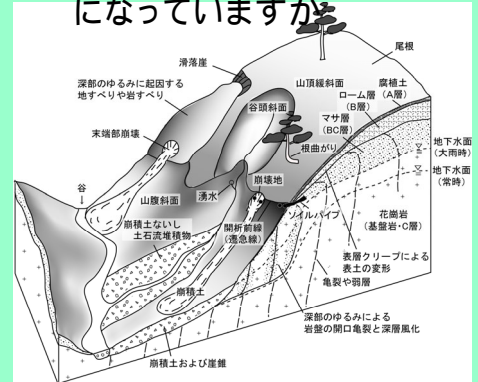 になっていますか
尾根
滑落崖
深部のゆるみに起因する
地すべりや岩すべり
山頂緩斜面
腐植土
(A層)
ローム層
(B層)
谷頭斜面
マサ層
(BC層)
末端部崩壊
根曲がり
地下水面
(大雨時)
地下水面
(常時)
谷
崩壊地
湧水
山腹斜面
ソイルパイプ
花崗岩
(基盤岩・C層)
崩積土ないし
土石流堆積物
開析前線
(遷急線)
表層クリープによる
表土の変形
亀裂や弱層
崩積土
深部のゆるみによる
岩盤の開口亀裂と深層風化
崩積土および崖錐